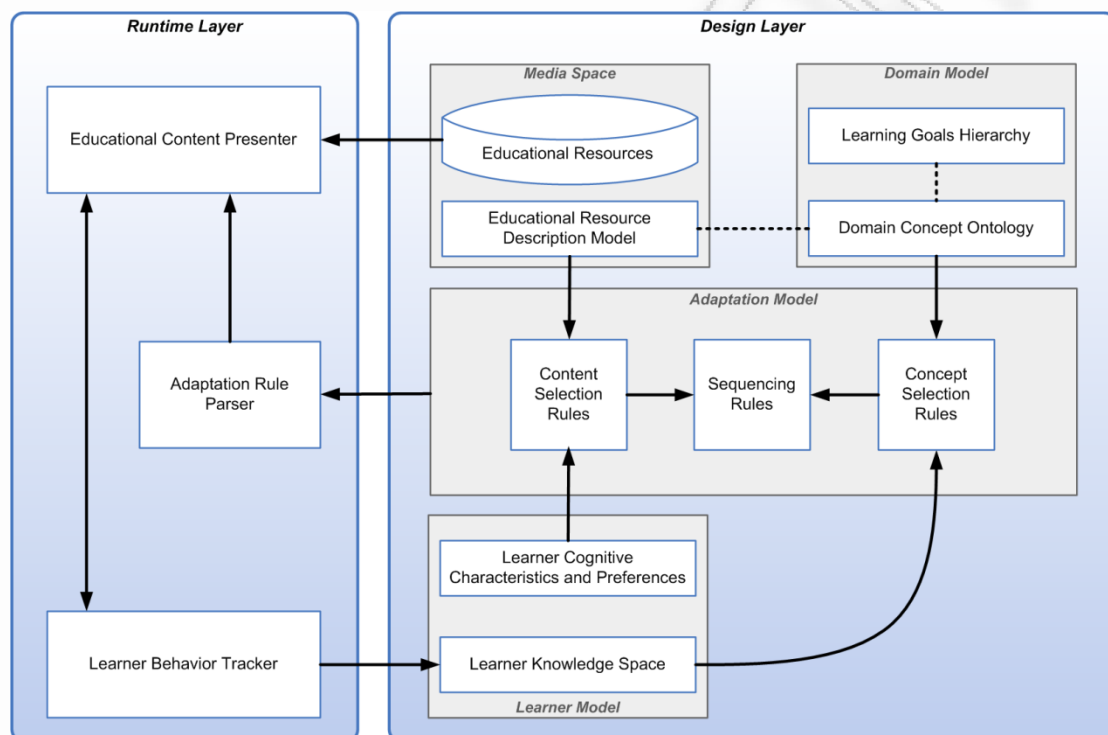 Runtime Layer
Educational Content Presenter
Adaptation Rule
Parser
Learner Behavior Tracker
Design Layer
Media Space
Educational Resources
Educational Resource
Description Model
Domain Model
Learning Goals Hierarchy
Domain Concept Ontology
Adaptation Model
Content
Selection
Rules
Sequencing
Rules
Concept
Selection
Rules
Learner Cognitive
Characteristics and Preferences
Learner Knowledge Space
Learner Model